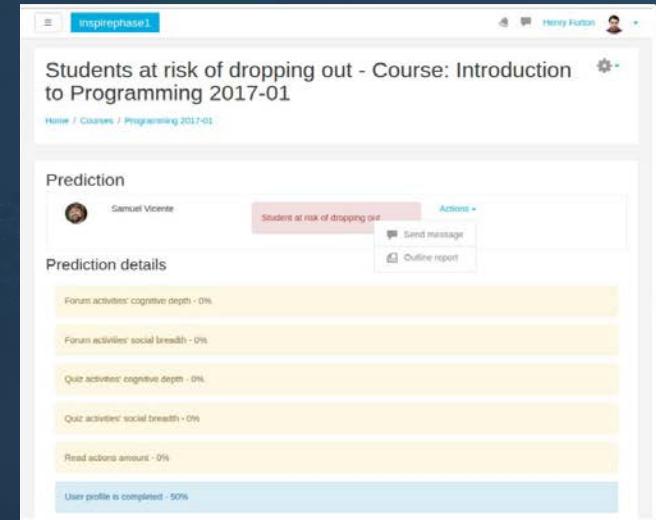 inspirephase1
Henry Furton
Students at risk of dropping out - Course: Introduction
to Programming 2017-01
Home / Courses / Programming 2017-01
Prediction
Samuel Vicente
Student at risk of dropping out
Actions
Send message
Outline report
Prediction details
Forum activities' cognitive depth - 0%
Forum activities' social breadth - 0%
Quiz activities' cognitive depth - 0%
Quiz activities' social breadth - 0%
Read actions amount - 0%
User profile is completed - 50%